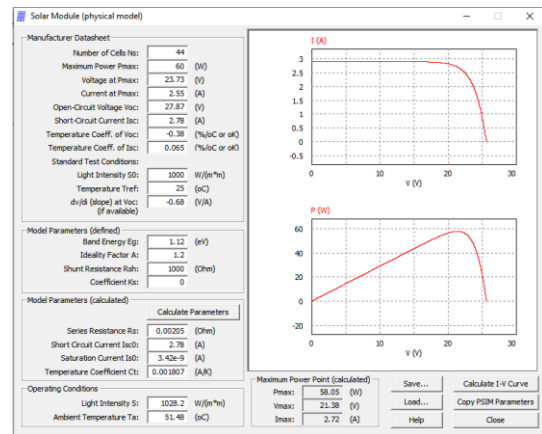 Solar Module (physical model)
Manufacturer Datasheet
Number of Cells Ns: 44
Maximum Power Pmax: 60 (W)
Voltage at Pmax: 23.73 (V)
Current at Pmax: 2.55 (A)
Open-Circuit Voltage Voc: 27.87 (V)
Short-Circuit Current Isc: 2.78 (A)
Temperature Coeff. of Voc: -0.38 (%/oC or oK)
Temperature Coeff. of Isc: 0.065 (%/oC or oK)
Standard Test Conditions:
Light Intensity S0: 1000 W/(m*m)
Temperature Tref: 25 (oC)
dv/di (slope) at Voc: -0.68 (V/A)
(if available)
Model Parameters (defined)
Band Energy Eg: 1.12 (eV)
Ideality Factor A: 1.2
Shunt Resistance Rsh: 1000 (Ohm)
Coefficient Ks: 0
Model Parameters (calculated)
Calculate Parameters
Series Resistance Rs: 0.00205 (Ohm)
Short Circuit Current Isc0: 2.78 (A)
Saturation Current Is0: 3.42e-9 (A)
Temperature Coefficient Ct: 0.001807 (A/K)
Operating Conditions
Light Intensity S: 1028.2 W/(m*m)
Ambient Temperature Ta: 51.48 (oC)
I (A)
3
2.5
2
1.5
1
0.5
0
-0.5
0 10 20 30
V (V)
P (W)
60
40
20
0
-20
0 10 20 30
V (V)
Maximum Power Point (calculated)
Pmax: 58.05 (W)
Vmax: 21.38 (V)
Imax: 2.72 (A)
Save... Calculate I-V Curve
Load... Copy PSIM Parameters
Help Close